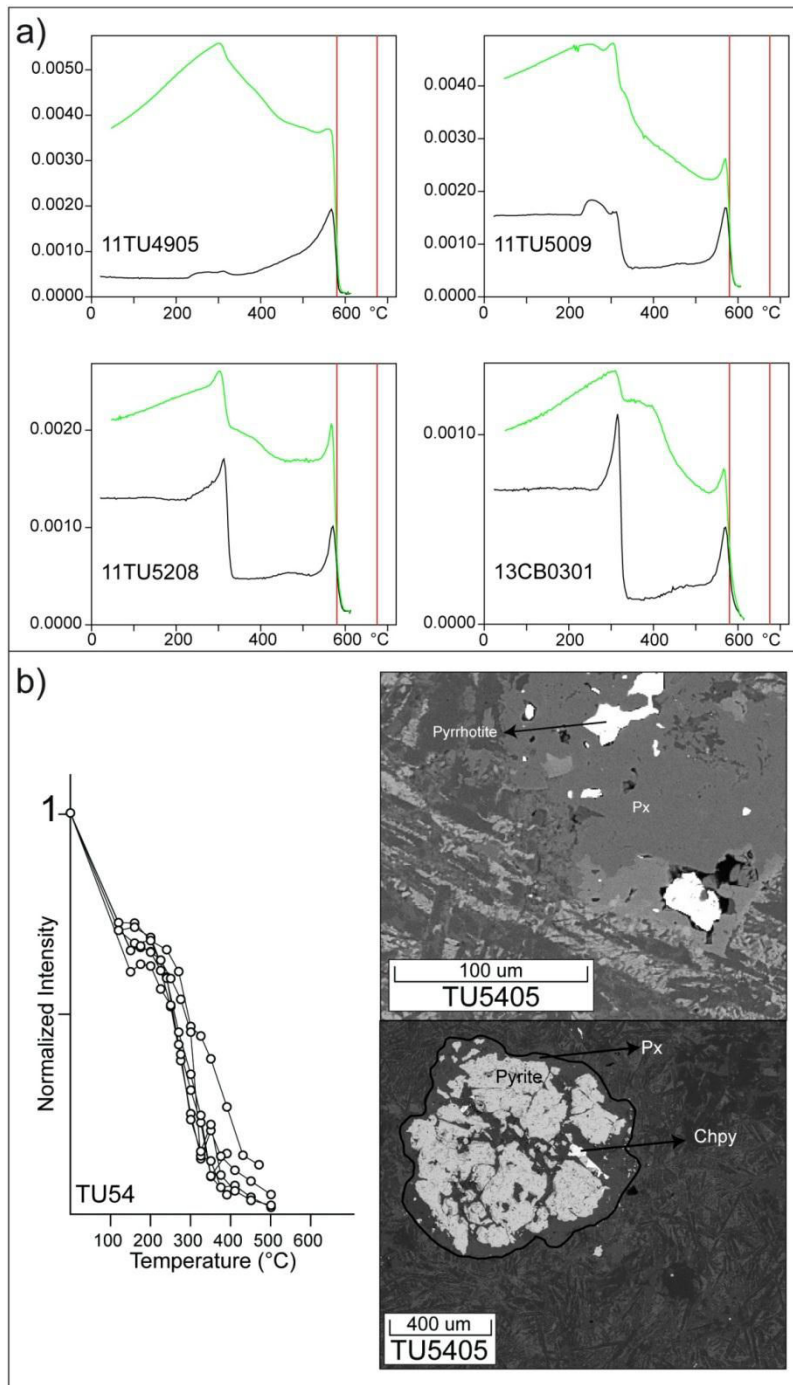 a)
0.0050
0.0040
0.0030
0.0020
0.0010
0.0000
11TU4905
0 200 400 600 °C
0.0040
0.0020
0.0000
11TU5009
0 200 400 600 °C
0.0020
0.0010
0.0000
11TU5208
0 200 400 600 °C
0.0010
0.0000
13CB0301
0 200 400 600 °C
b)
1
Normalized Intensity
TU54
100 200 300 400 500 600
Temperature (°C)
Pyrrhotite
Px
100 um
TU5405
Px
Pyrite
Chpy
400 um
TU5405